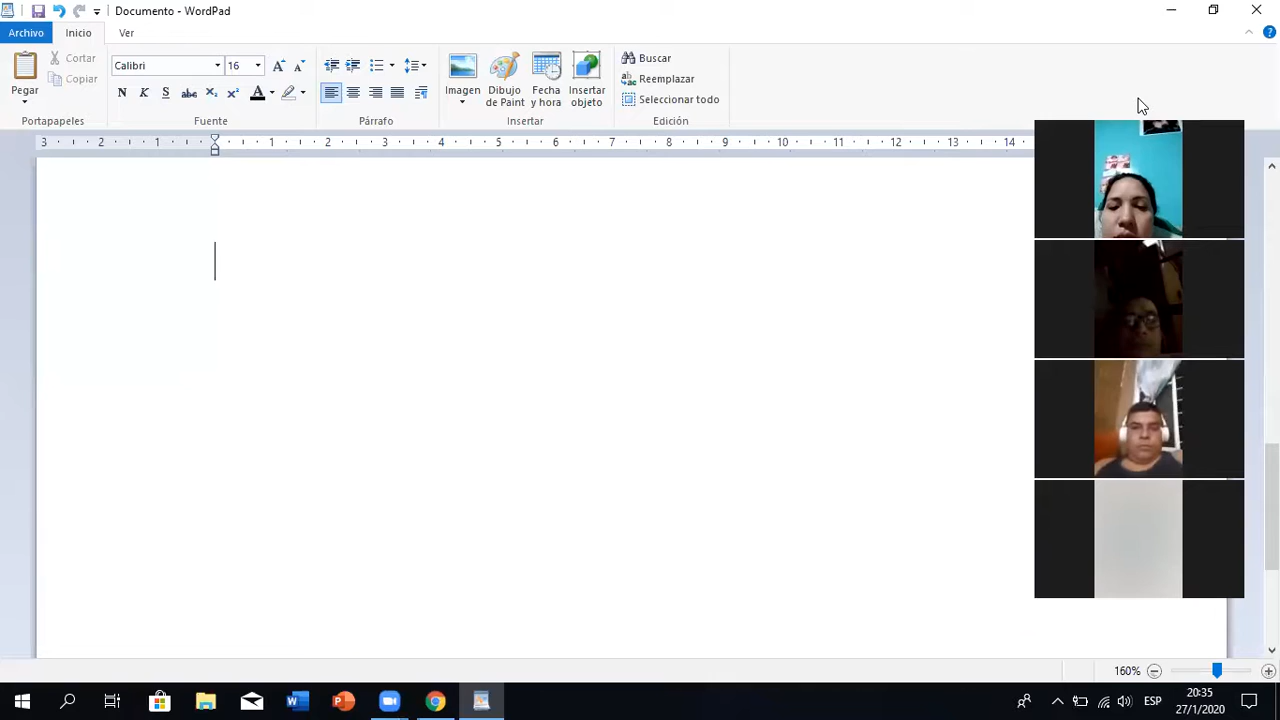 Documento - WordPad
Archivo Inicio Ver
Pegar
Cortar
Copiar
Portapapeles
Calibri 16
N K S abc X₂ X² A
Fuente
Párrafo
Imagen
Dibujo
de Paint
Fecha
y hora
Insertar
objeto
Insertar
Buscar
Reemplazar
Seleccionar todo
Edición
3 2 1 1 2 3 4 5 6 7 8 9 10 11 12 13 14
160%
ESP
20:35
27/1/2020